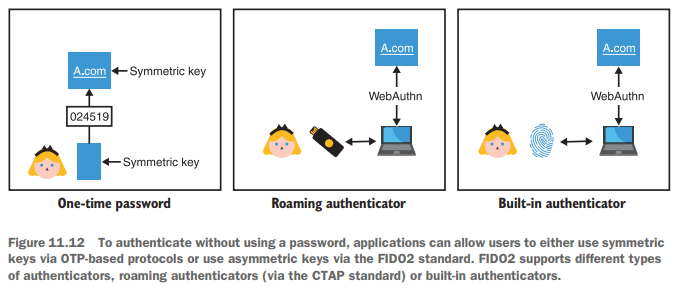 A.com
Symmetric key
024519
Symmetric key
One-time password
A.com
WebAuthn
Roaming authenticator
A.com
WebAuthn
Built-in authenticator
Figure 11.12 To authenticate without using a password, applications can allow users to either use symmetric
keys via OTP-based protocols or use asymmetric keys via the FIDO2 standard. FIDO2 supports different types
of authenticators, roaming authenticators (via the CTAP standard) or built-in authenticators.